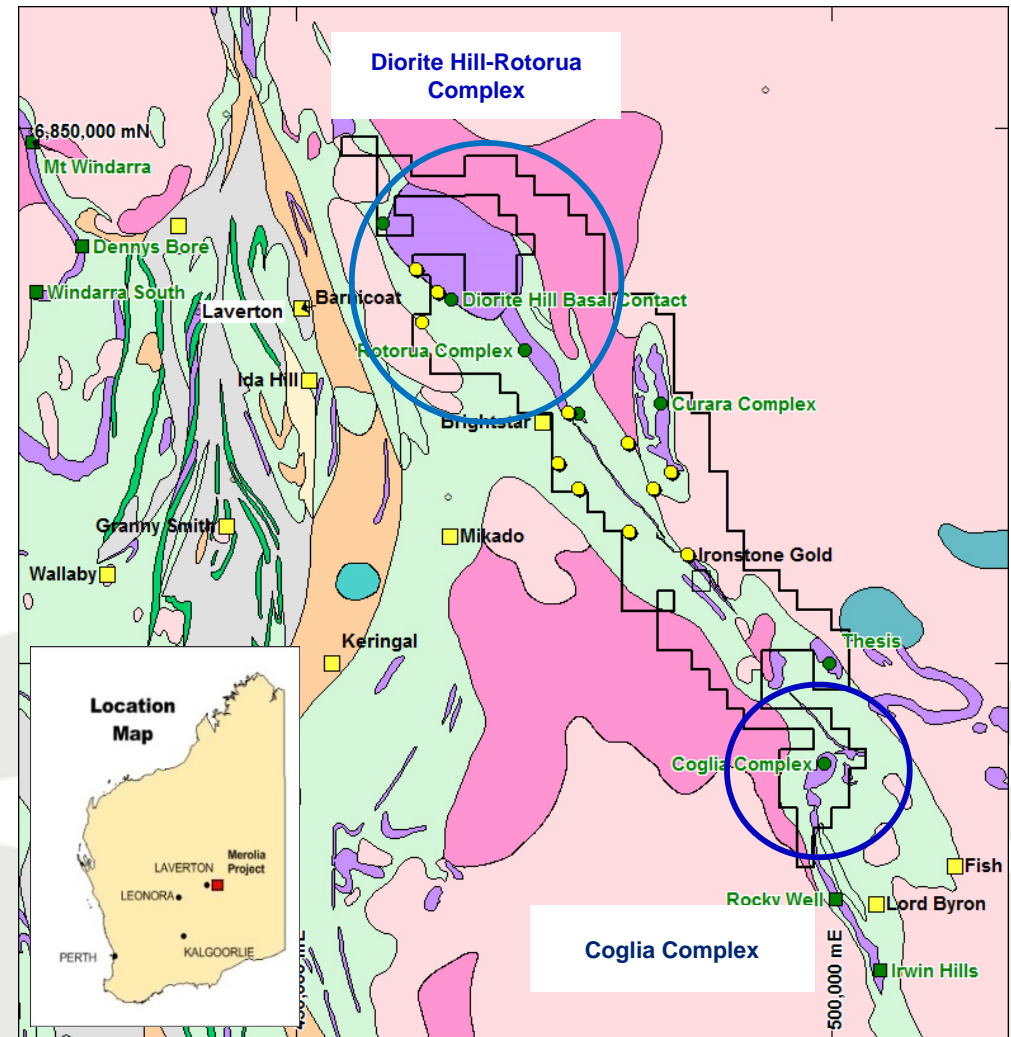 Diorite Hill-Rotorua
Complex
6,850,000 mN
Mt Windarra
Dennys Bore
Windarra South
Barnicoat
Laverton
Diorite Hill Basal Contact
Rotorua Complex
Ida Hill
Curara Complex
Brightstar
Granny Smith
Mikado
Ironstone Gold
Wallaby
Keringal
Thesis
Location
Map
Coglia Complex
Merolia
Project
LAVERTON
LEONORA
Fish
Rocky Well
Lord Byron
KALGOORLIE
PERTH
Coglia Complex
Irwin Hills
mE
500,000 mE